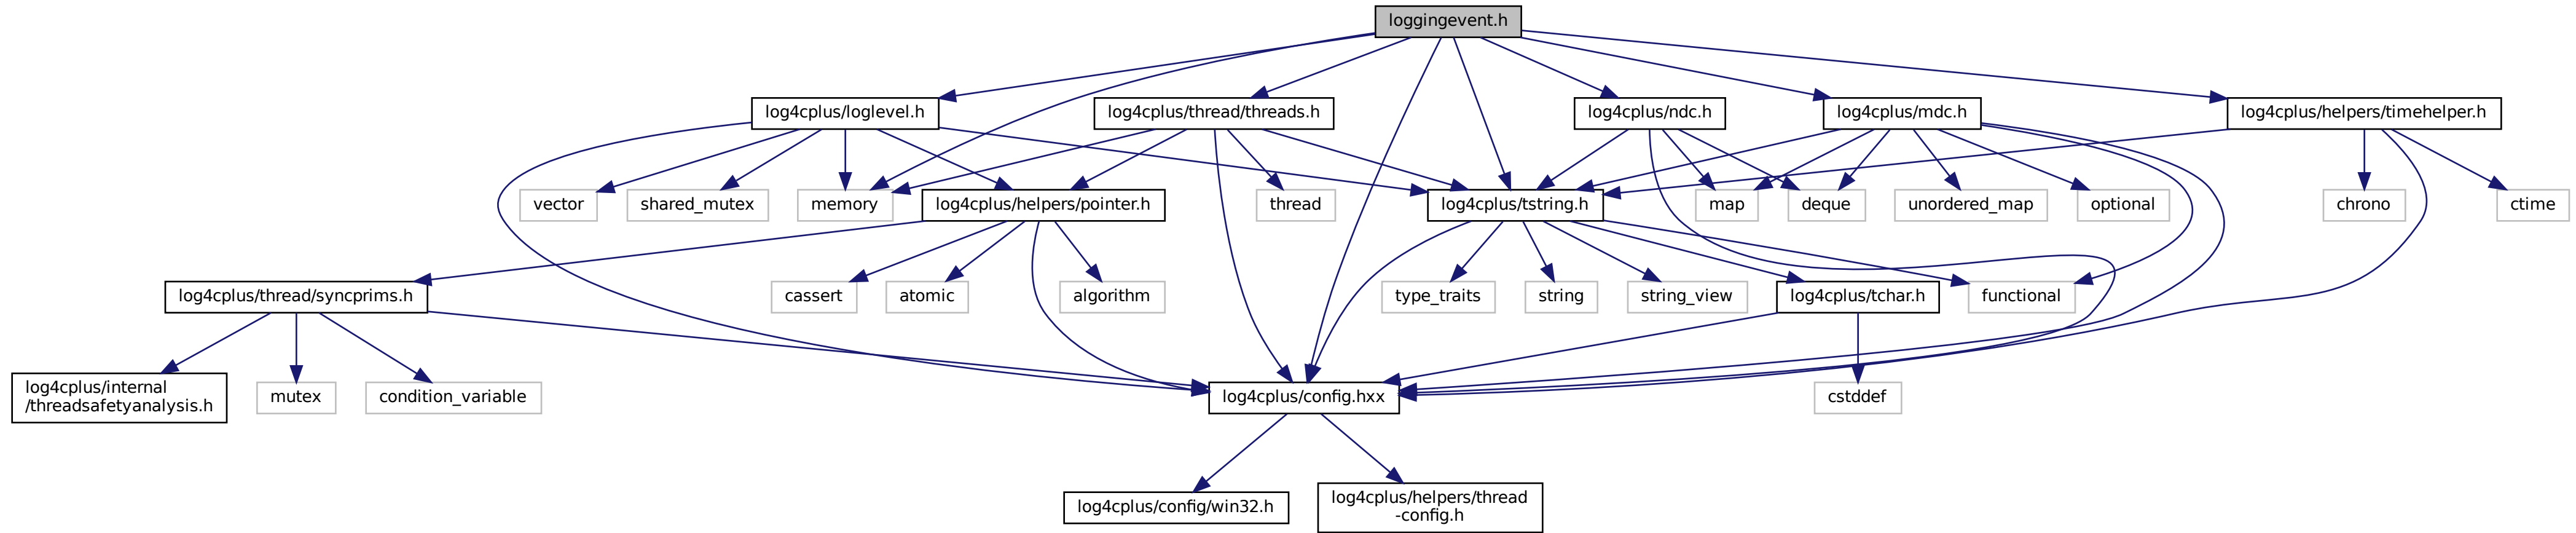 loggingevent.h
log4cplus/loglevel.h
log4cplus/thread/threads.h
log4cplus/ndc.h
log4cplus/mdc.h
log4cplus/helpers/timehelper.h
vector
shared_mutex
memory
log4cplus/helpers/pointer.h
thread
log4cplus/tstring.h
map
deque
unordered_map
optional
chrono
ctime
log4cplus/thread/syncprims.h
cassert
atomic
algorithm
type_traits
string
string_view
log4cplus/tchar.h
functional
log4cplus/internal
/threadsafetyanalysis.h
mutex
condition_variable
log4cplus/config.hxx
cstddef
log4cplus/config/win32.h
log4cplus/helpers/thread
-config.h